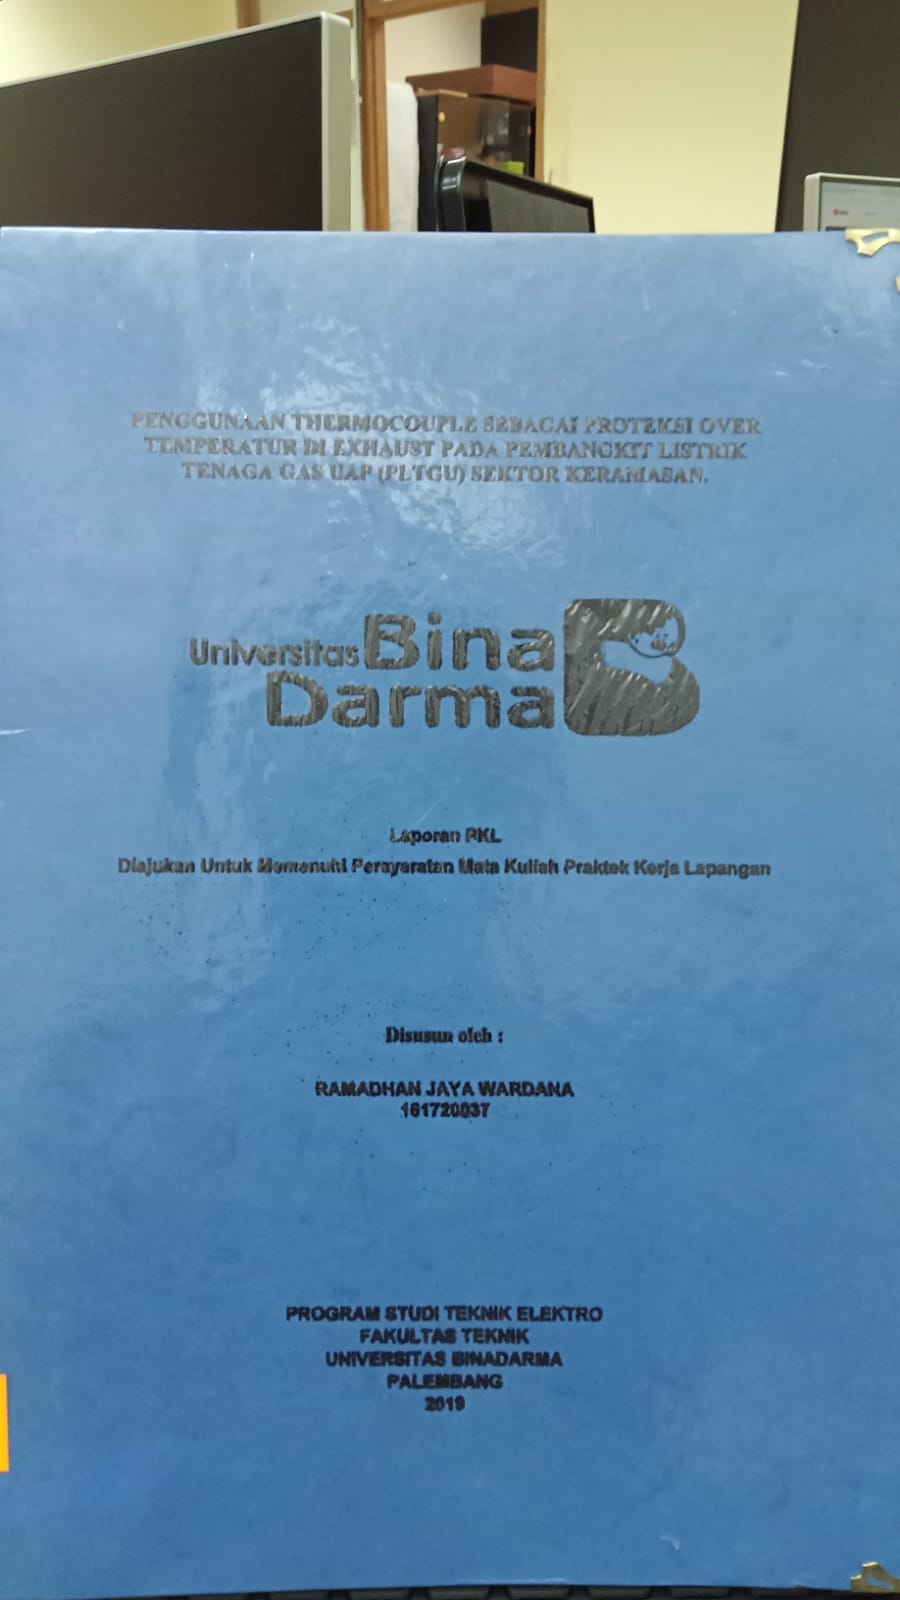 PENGGUNAAN THERMOCOUPLE SEBAGAI PROTEKSI OVER
TEMPERATUR DI EXHAUST PADA PEMBANGKIT LISTRIK
TENAGA GAS UAP (PLTGU) SEKTOR KERAMASAN.
Universitas Bina
Darma
Laporan PKL
Diajukan Untuk Memenuhi Persyaratan Mata Kuliah Praktek Kerja Lapangan
Disusun oleh :
RAMADHAN JAYA WARDANA
161720037
PROGRAM STUDI TEKNIK ELEKTRO
FAKULTAS TEKNIK
UNIVERSITAS BINADARMA
PALEMBANG
2019